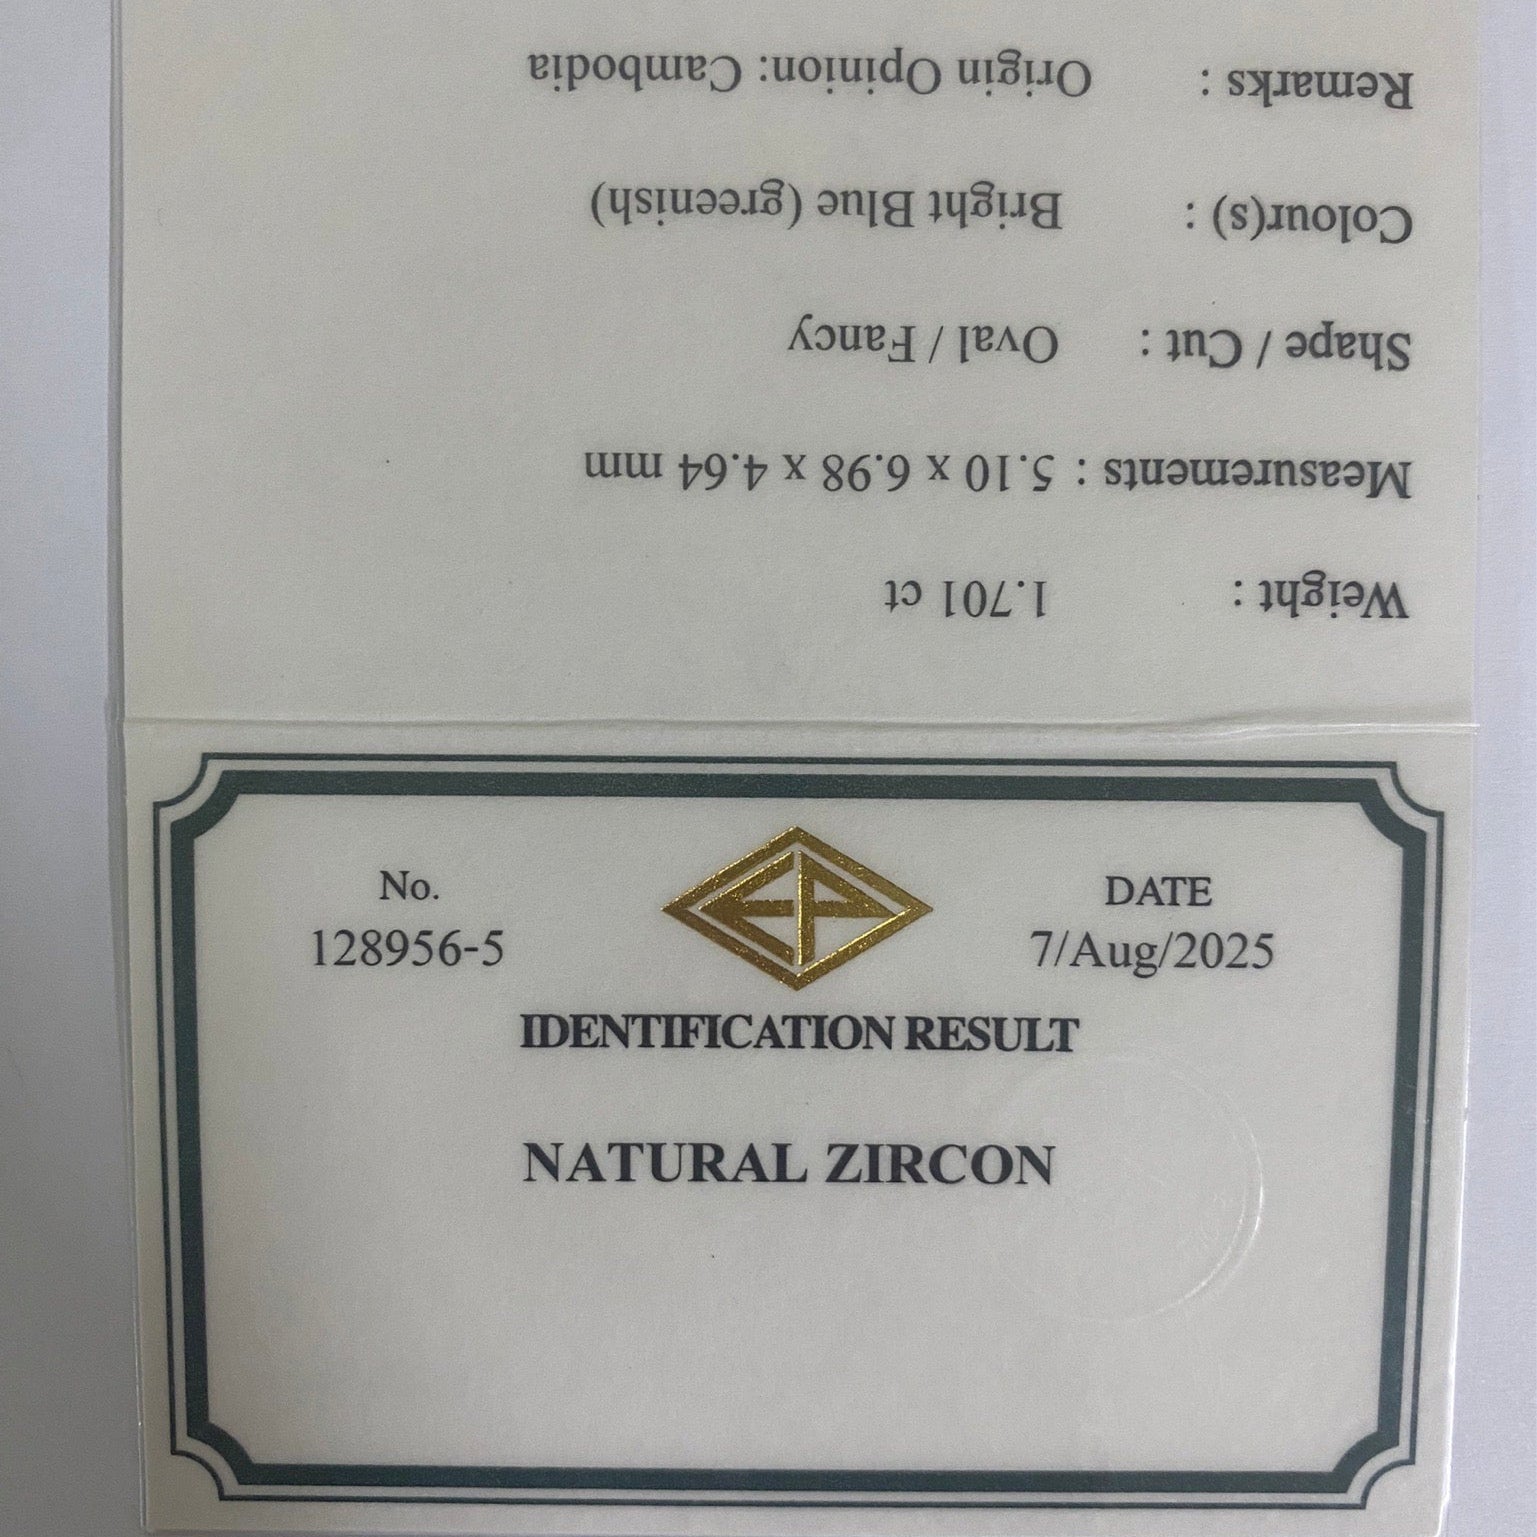 No.
128956-5
EP
DATE
7/Aug/2025
IDENTIFICATION RESULT
NATURAL ZIRCON
Weight : 1.701 ct
Measurements : 5.10 x 6.98 x 4.64 mm
Shape / Cut : Oval / Fancy
Colour(s) : Bright Blue (greenish)
Remarks : Origin Opinion: Cambodia